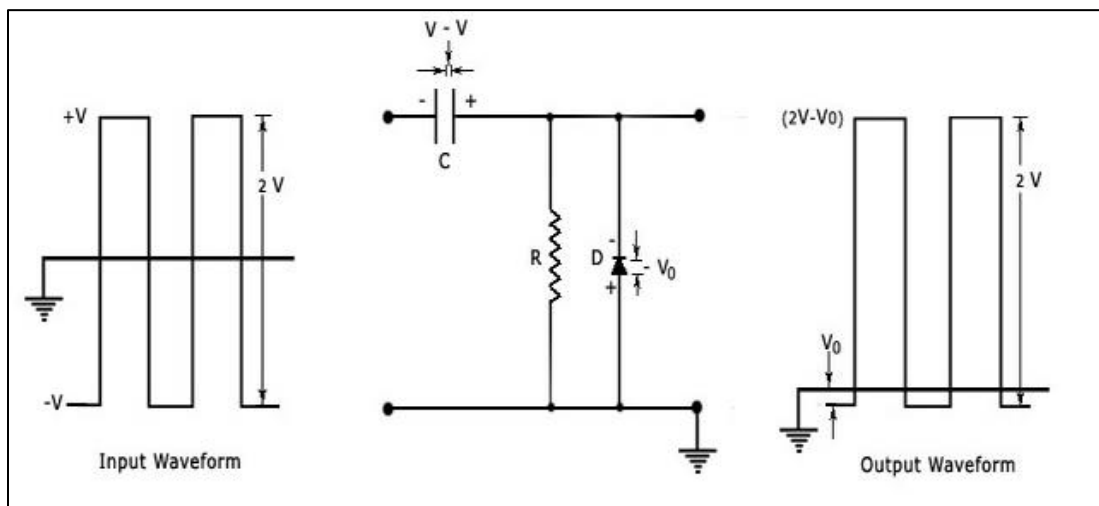 V - V
+V
2 V
-V
Input Waveform
- +
C
R
D
-
+
- V₀
(2V-V0)
2 V
V₀
Output Waveform